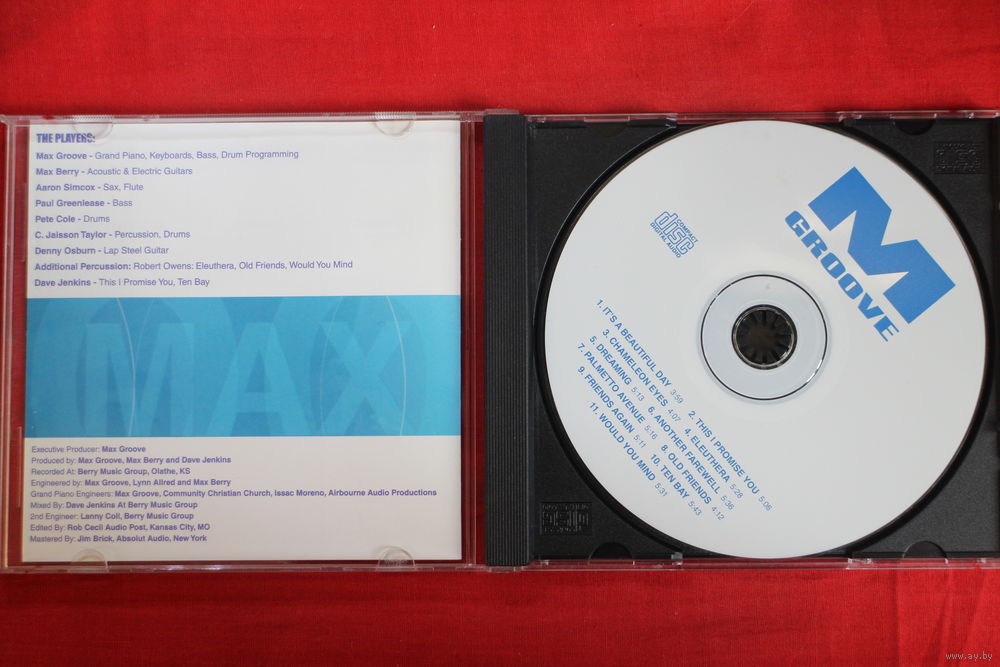 THE PLAYERS:
Max Groove - Grand Piano, Keyboards, Bass, Drum Programming
Max Berry - Acoustic & Electric Guitars
Aaron Simcox - Sax, Flute
Paul Greenlease - Bass
Pete Cole - Drums
C. Jaisson Taylor - Percussion, Drums
Denny Osburn - Lap Steel Guitar
Additional Percussion: Robert Owens: Eleuthera, Old Friends, Would You Mind
Dave Jenkins - This I Promise You, Ten Bay
MAX
Executive Producer: Max Groove
Produced by: Max Groove, Max Berry and Dave Jenkins
Recorded At: Berry Music Group, Olathe, KS
Engineered by: Max Groove, Lynn Allred and Max Berry
Grand Piano Engineers: Max Groove, Community Christian Church, Issac Moreno, Airbourne Audio Productions
Mixed By: Dave Jenkins At Berry Music Group
2nd Engineer: Lanny Coil, Berry Music Group
Edited By: Rob Cecil Audio Post, Kansas City, MO
Mastered By: Jim Brick, Absolut Audio, New York
M
GROOVE
COMPACT
disc
DIGITAL AUDIO
1. IT'S A BEAUTIFUL DAY 3:59 2. THIS I PROMISE YOU 5:06
3. CHAMELEON EYES 4:07 4. ELEUTHERA 5:28
5. DREAMING 5:13 6. ANOTHER FAREWELL 5:36
7. PALMETTO AVENUE 5:16 8. OLD FRIENDS 4:12
9. FRIENDS AGAIN 5:11 10. TEN BAY 5:43
11. WOULD YOU MIND 5:31
www.ay.by